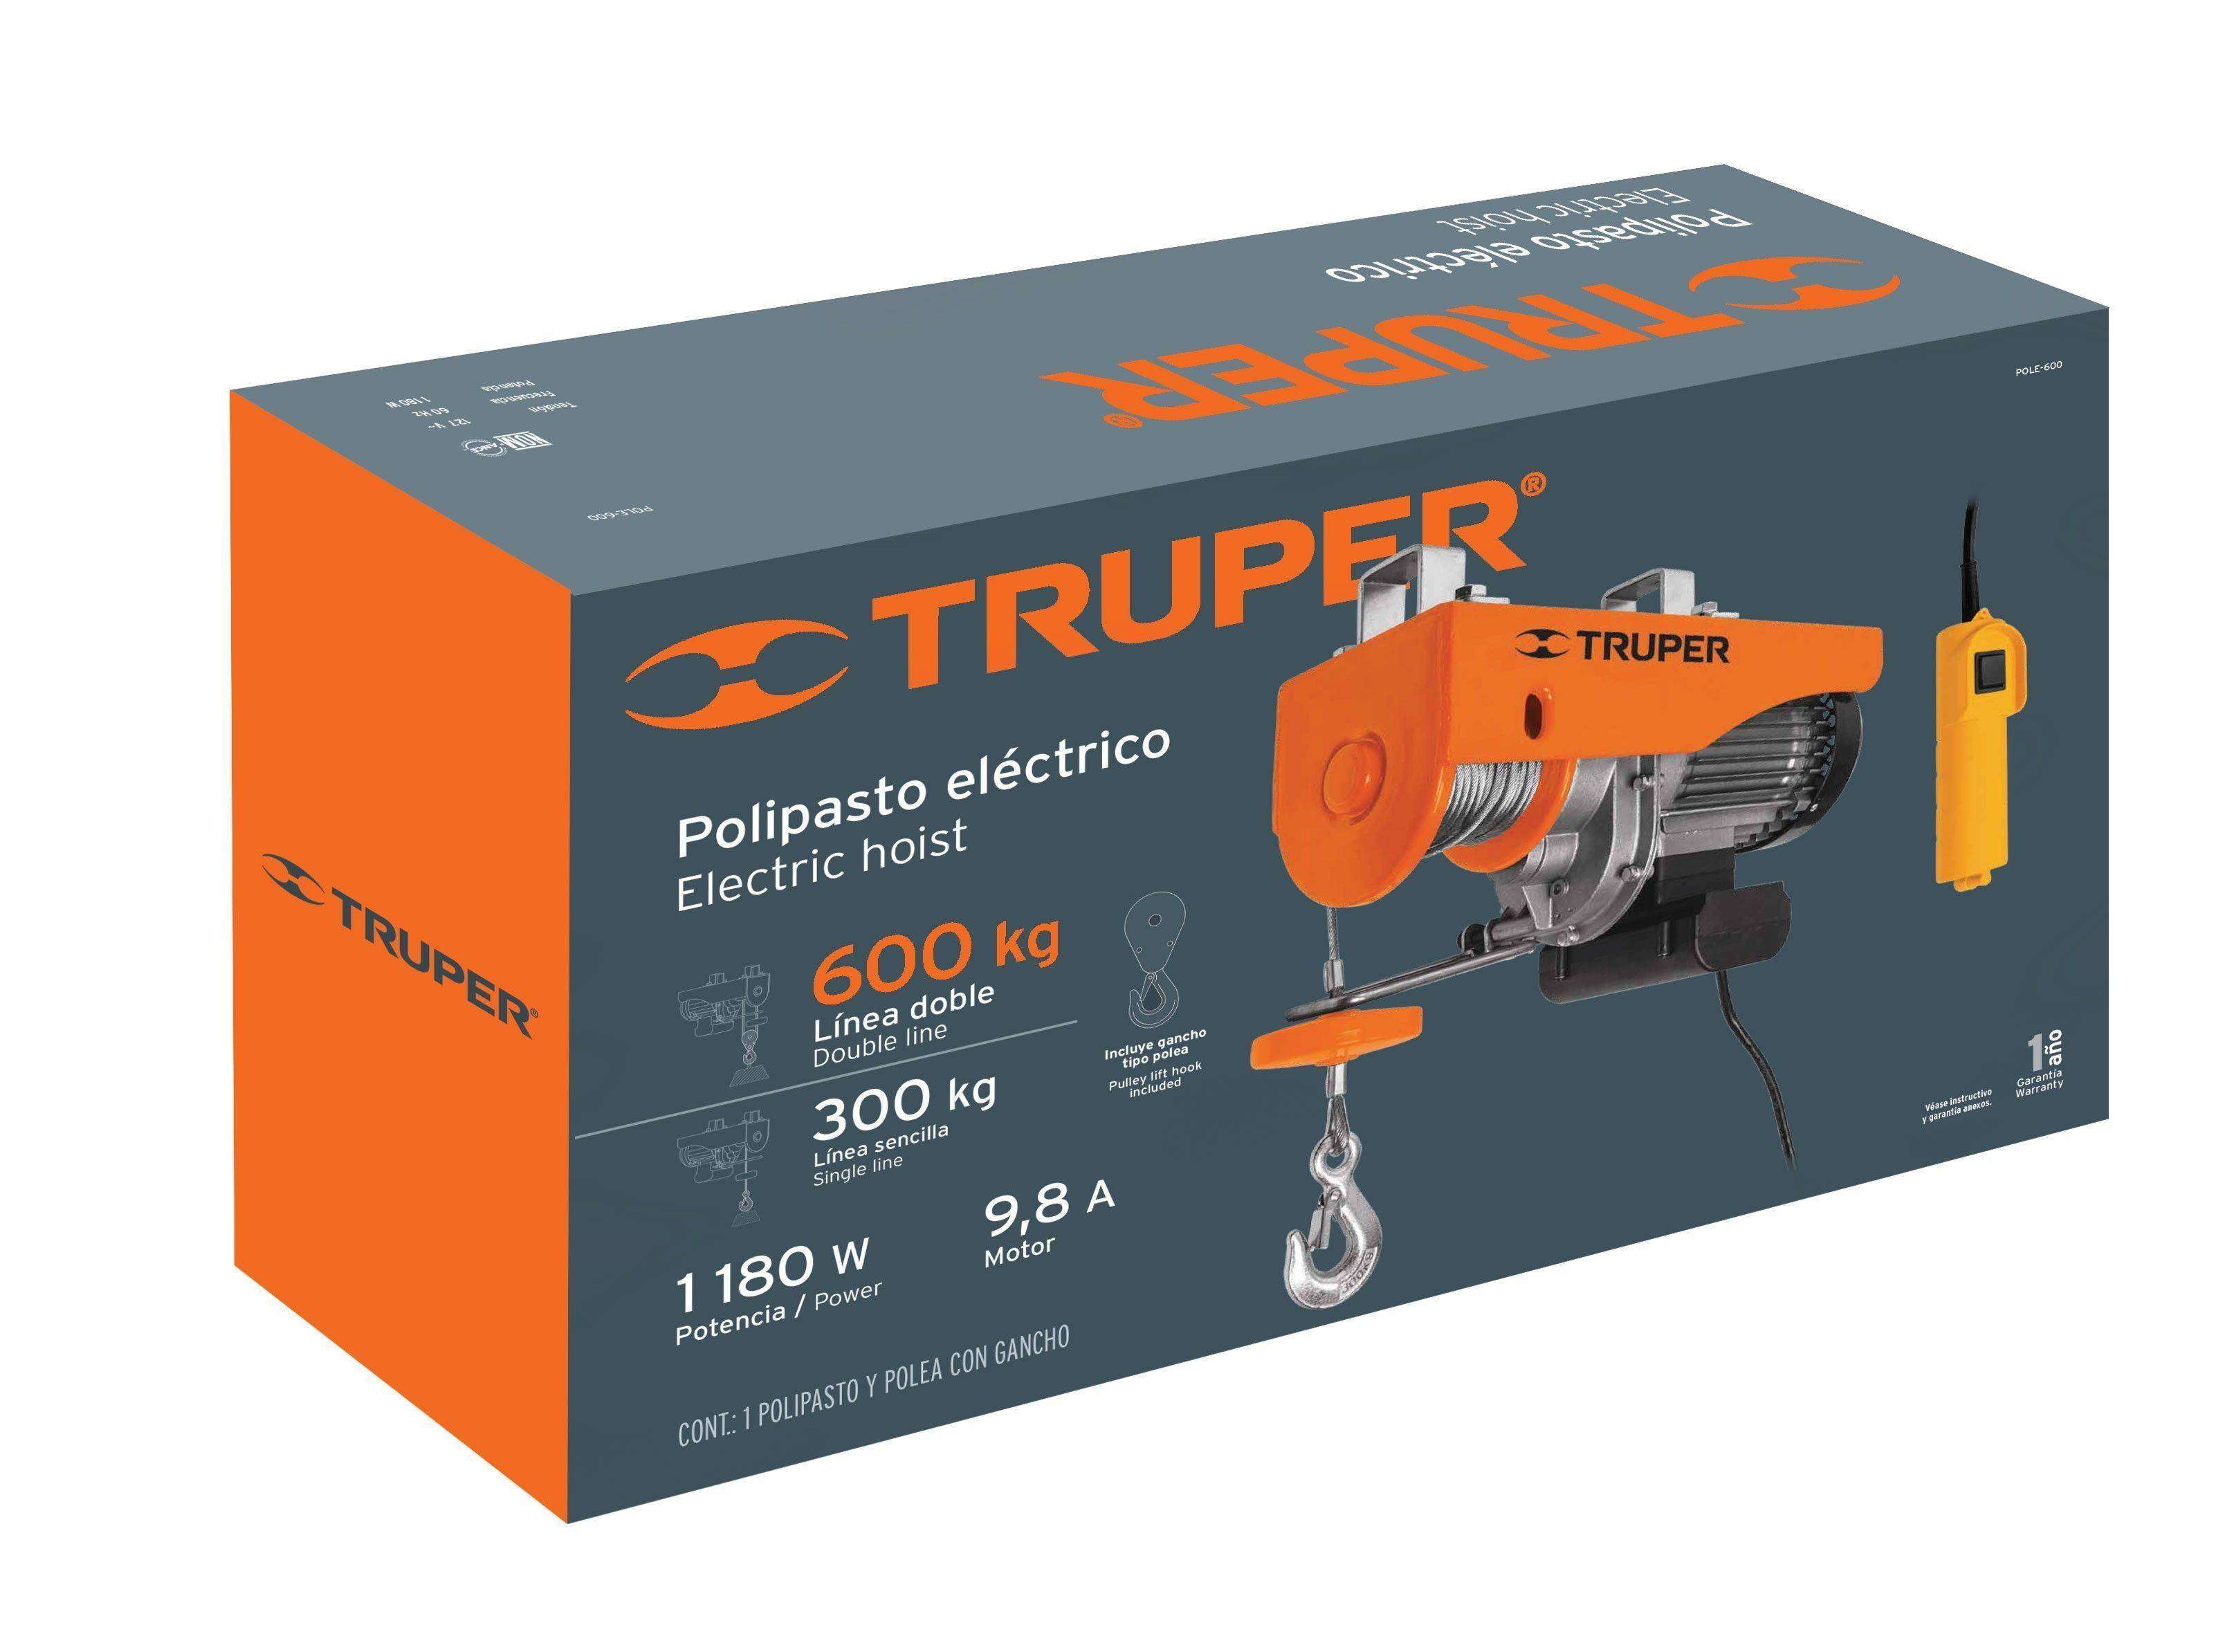 Polipasto eléctrico
Electric hoist
TRUPER®
Tensión 127 V~
Frecuencia 60 Hz
Potencia 1 180 W
NOM ANCE
POLE-600
POLE-600
TRUPER®
TRUPER®
Polipasto eléctrico
Electric hoist
600 kg
Línea doble
Double line
300 kg
Línea sencilla
Single line
Incluye gancho
tipo polea
Pulley lift hook
included
1 180 W
Potencia / Power
9,8 A
Motor
CONT.: 1 POLIPASTO Y POLEA CON GANCHO
TRUPER
300KG
Véase instructivo
y garantía anexos.
1 año
Garantía
Warranty